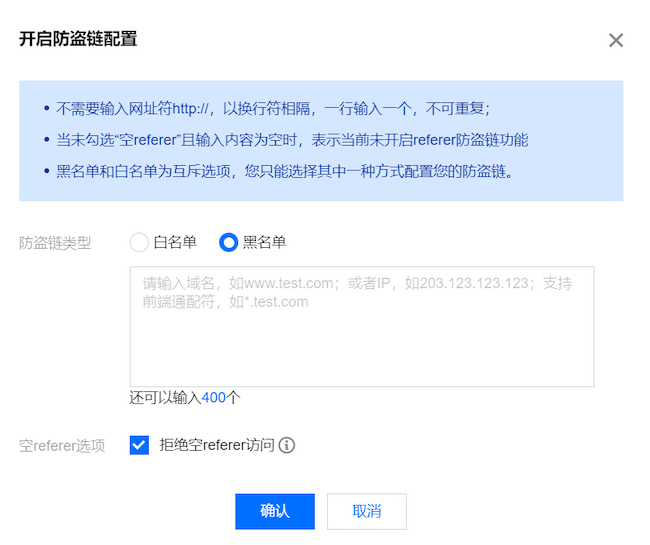 开启防盗链配置
不需要输入网址符http://，以换行符相隔，一行输入一个，不可重复；
当未勾选“空referer”且输入内容为空时，表示当前未开启referer防盗链功能
黑名单和白名单为互斥选项，您只能选择其中一种方式配置您的防盗链。
防盗链类型 白名单 黑名单
请输入域名，如www.test.com；或者IP，如203.123.123.123；支持
前端通配符，如*.test.com
还可以输入400个
空referer选项 拒绝空referer访问
确认 取消